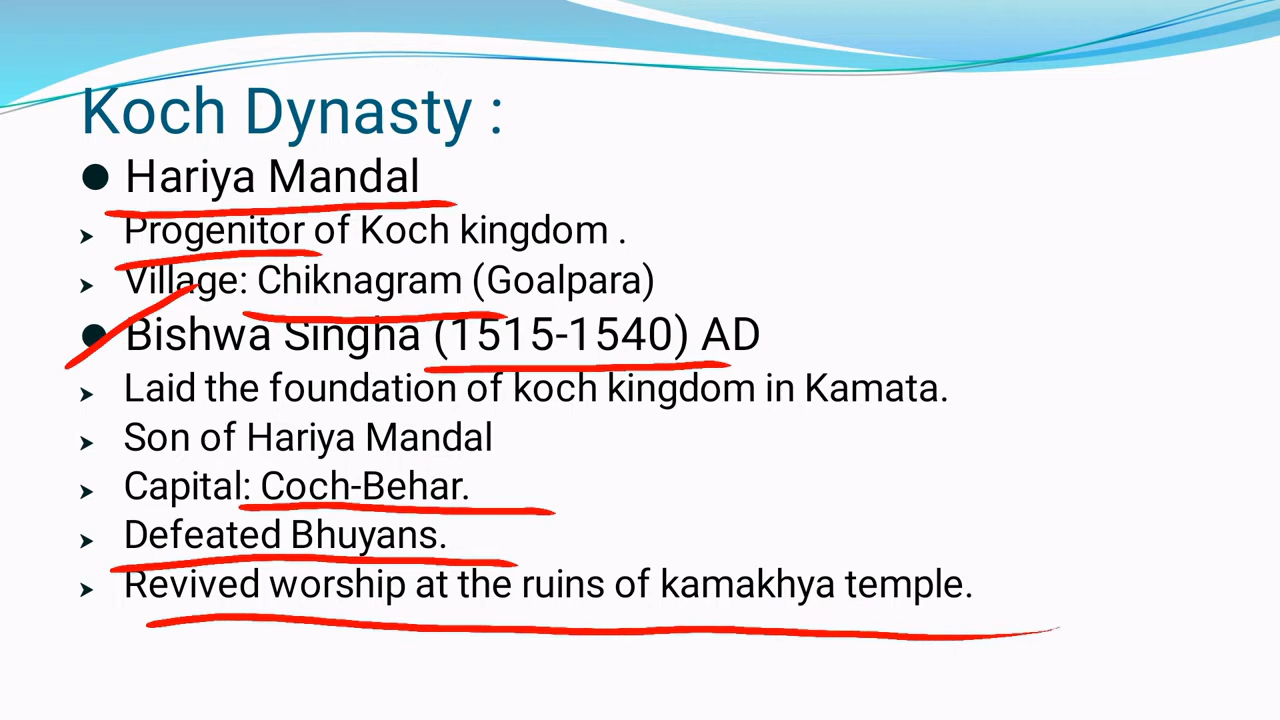 Koch Dynasty :
● Hariya Mandal
➤ Progenitor of Koch kingdom .
➤ Village: Chiknagram (Goalpara)
● Bishwa Singha (1515-1540) AD
➤ Laid the foundation of koch kingdom in Kamata.
➤ Son of Hariya Mandal
➤ Capital: Coch-Behar.
➤ Defeated Bhuyans.
➤ Revived worship at the ruins of kamakhya temple.